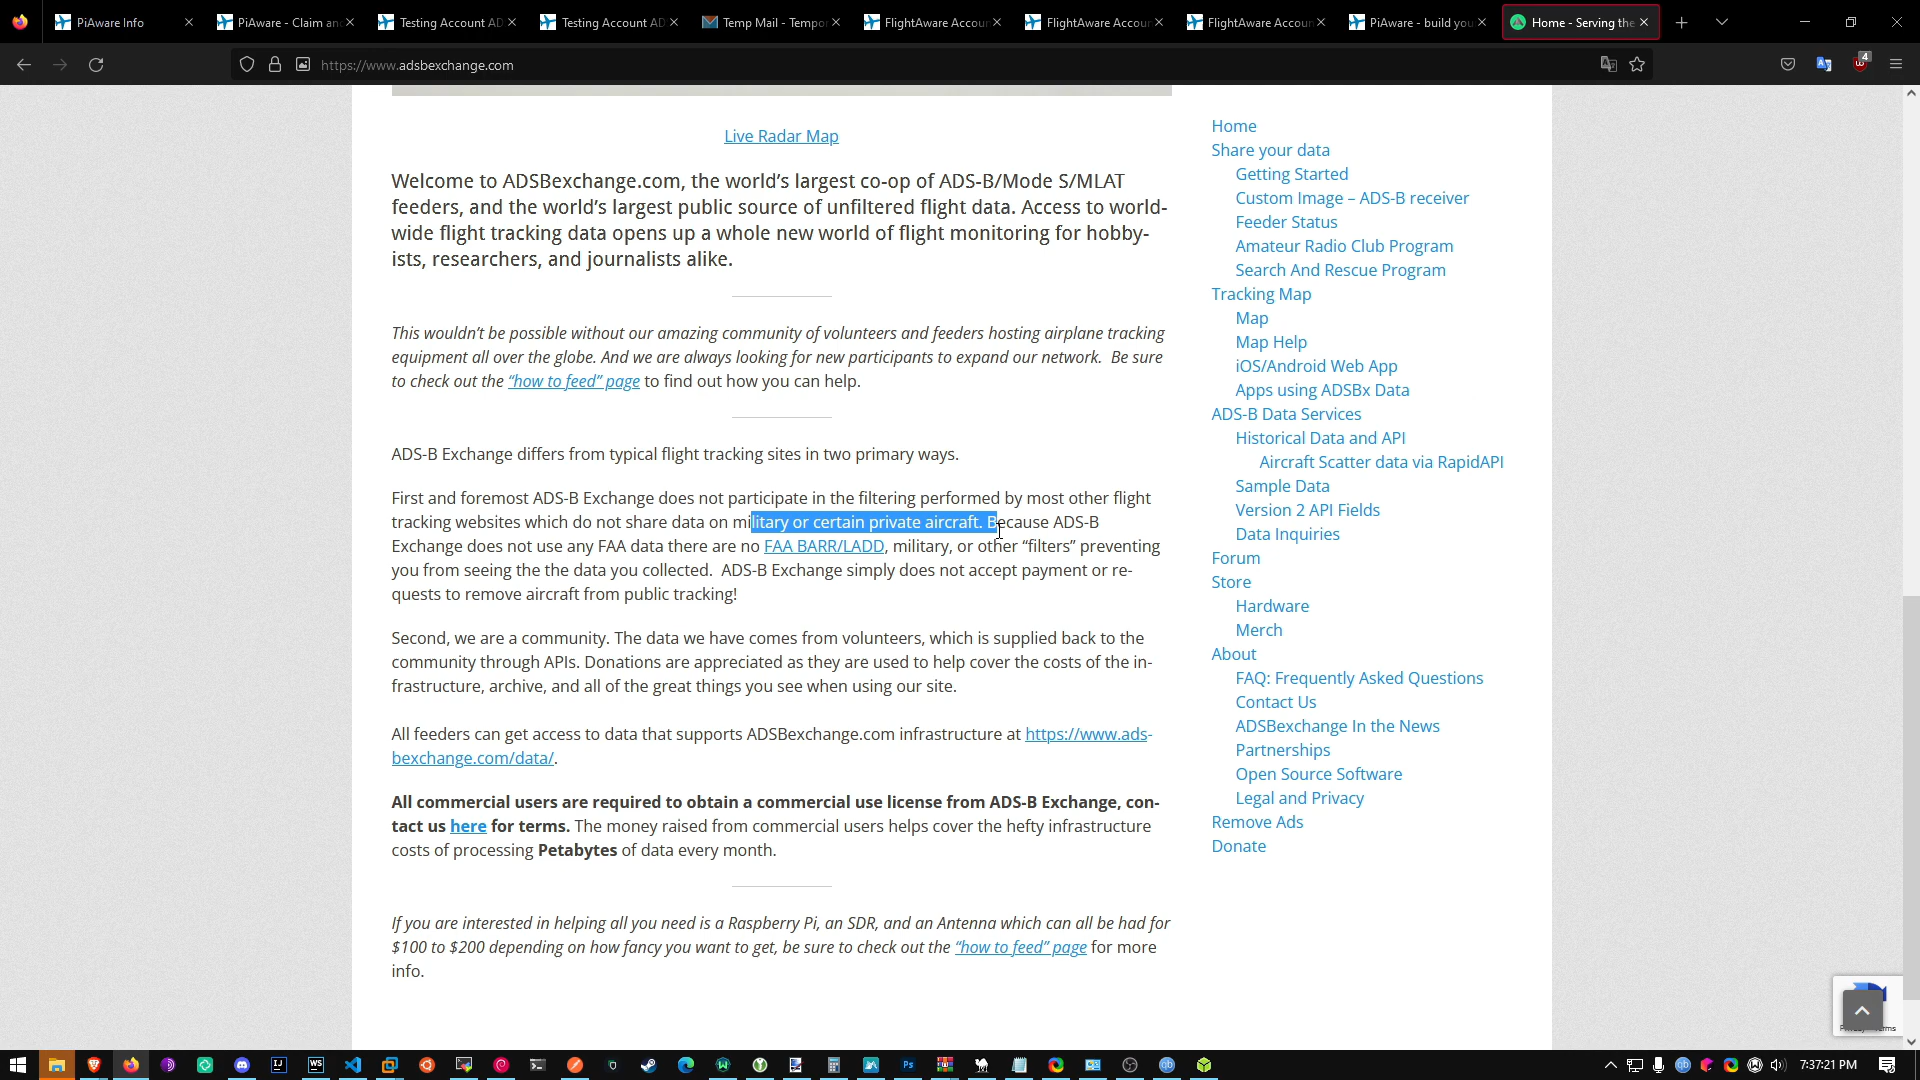 PiAware Info
PiAware - Claim an
Testing Account AD
Testing Account AD
Temp Mail - Tempo
FlightAware Accou
FlightAware Accou
FlightAware Accou
PiAware - build you
Home - Serving the
https://www.adsbexchange.com
4
Live Radar Map
Welcome to ADSBexchange.com, the world’s largest co-op of ADS-B/Mode S/MLAT
feeders, and the world’s largest public source of unfiltered flight data. Access to world-
wide flight tracking data opens up a whole new world of flight monitoring for hobby-
ists, researchers, and journalists alike.
This wouldn’t be possible without our amazing community of volunteers and feeders hosting airplane tracking
equipment all over the globe. And we are always looking for new participants to expand our network.  Be sure
to check out the “how to feed” page to find out how you can help.
ADS-B Exchange differs from typical flight tracking sites in two primary ways.
First and foremost ADS-B Exchange does not participate in the filtering performed by most other flight
tracking websites which do not share data on military or certain private aircraft. Because ADS-B
Exchange does not use any FAA data there are no FAA BARR/LADD, military, or other “filters” preventing
you from seeing the the data you collected.  ADS-B Exchange simply does not accept payment or re-
quests to remove aircraft from public tracking!
Second, we are a community. The data we have comes from volunteers, which is supplied back to the
community through APIs. Donations are appreciated as they are used to help cover the costs of the in-
frastructure, archive, and all of the great things you see when using our site.
All feeders can get access to data that supports ADSBexchange.com infrastructure at https://www.ads-
bexchange.com/data/.
All commercial users are required to obtain a commercial use license from ADS-B Exchange, con-
tact us here for terms. The money raised from commercial users helps cover the hefty infrastructure
costs of processing Petabytes of data every month.
If you are interested in helping all you need is a Raspberry Pi, an SDR, and an Antenna which can all be had for
$100 to $200 depending on how fancy you want to get, be sure to check out the “how to feed” page for more
info.
Home
Share your data
Getting Started
Custom Image – ADS-B receiver
Feeder Status
Amateur Radio Club Program
Search And Rescue Program
Tracking Map
Map
Map Help
iOS/Android Web App
Apps using ADSBx Data
ADS-B Data Services
Historical Data and API
Aircraft Scatter data via RapidAPI
Sample Data
Version 2 API Fields
Data Inquiries
Forum
Store
Hardware
Merch
About
FAQ: Frequently Asked Questions
Contact Us
ADSBexchange In the News
Partnerships
Open Source Software
Legal and Privacy
Remove Ads
Donate
7:37:21 PM